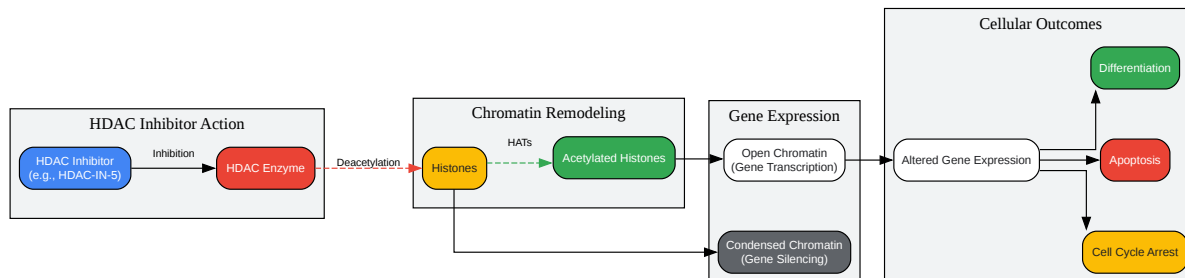 HDAC Inhibitor Action
HDAC Inhibitor
(e.g., HDAC-IN-5)
Inhibition
HDAC Enzyme
Deacetylation
Chromatin Remodeling
Histones
HATs
Acetylated Histones
Gene Expression
Open Chromatin
(Gene Transcription)
Condensed Chromatin
(Gene Silencing)
Cellular Outcomes
Altered Gene Expression
Differentiation
Apoptosis
Cell Cycle Arrest